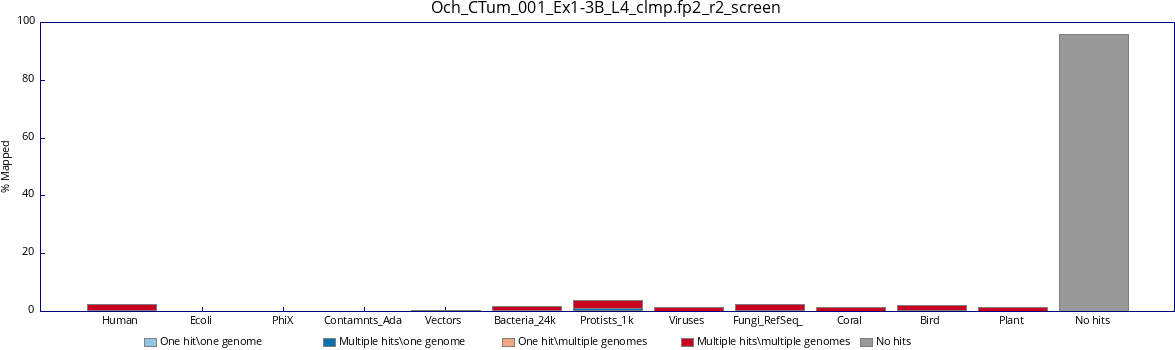 Och_CTum_001_Ex1-3B_L4_clmp.fp2_r2_screen
100
80
60
40
20
0
% Mapped
Human Ecoli PhiX Contamnts_Ada Vectors Bacteria_24k Protists_1k Viruses Fungi_RefSeq_ Coral Bird Plant No hits
One hit\one genome Multiple hits\one genome One hit\multiple genomes Multiple hits\multiple genomes No hits